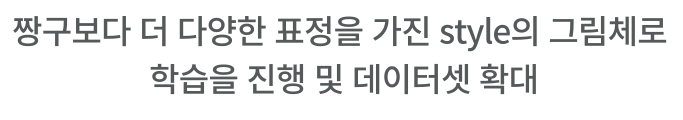 짱구보다 더 다양한 표정을 가진 style의 그림체로
학습을 진행 및 데이터셋 확대